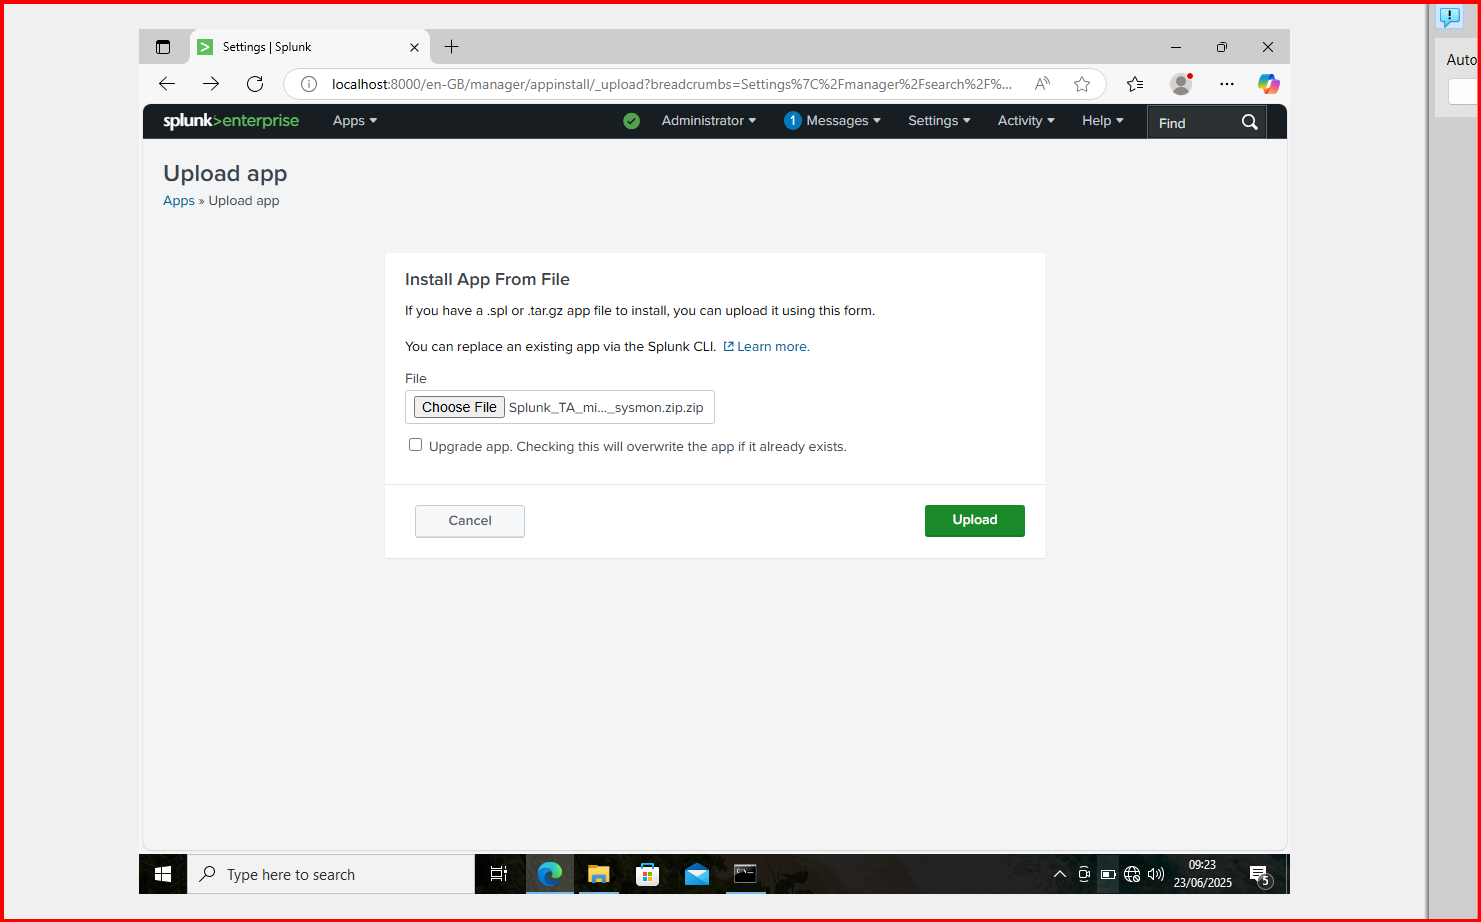 Auto
Settings | Splunk
localhost:8000/en-GB/manager/appinstall/_upload?breadcrumbs=Settings%7C%2Fmanager%2Fsearch%2F%...
splunk>enterprise Apps Administrator 1 Messages Settings Activity Help Find
Upload app
Apps » Upload app
Install App From File
If you have a .spl or .tar.gz app file to install, you can upload it using this form.
You can replace an existing app via the Splunk CLI. Learn more.
File
Choose File Splunk_TA_mi..._sysmon.zip.zip
Upgrade app. Checking this will overwrite the app if it already exists.
Cancel Upload
Type here to search
09:23
23/06/2025
5